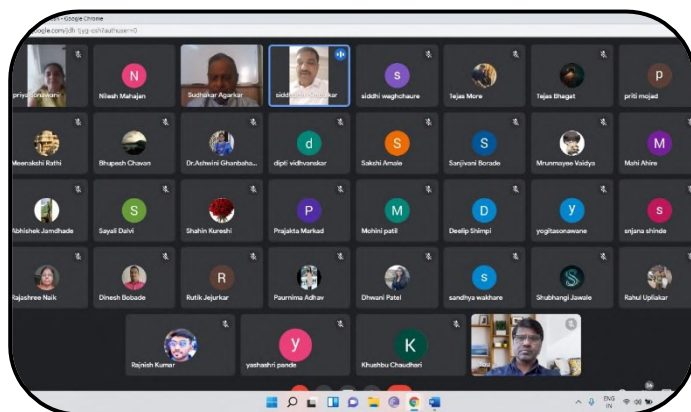 Google Chrome
priya sonawane
N
Nilesh Mahajan
Sudhakar Agarkar
s
siddhi waghchaure
Tejas More
Tejas Bhagat
p
priti mojad
Meenakshi Rathi
Bhupesh Chavan
Dr.Ashwini Ghanbaha...
d
dipti vidhvanskar
S
Sakshi Amale
S
Sanjivani Borade
Mrunmayee Vaidya
M
Mahi Ahire
Abhishek Jamdhade
S
Sayali Dalvi
Shahin Kureshi
P
Prajakta Markad
M
Mohini patil
D
Deelip Shimpi
y
yogitasonawane
s
anjana shinde
Rajashree Naik
Dinesh Bobade
R
Rutik Jejurkar
Paurnima Adhav
Dhwani Patel
s
sandhya wakhare
S
Shubhangi Jawale
Rahul Upllakar
Rajnish Kumar
y
yashashri pande
K
Khushbu Chaudhari
You
36
ENG
IN